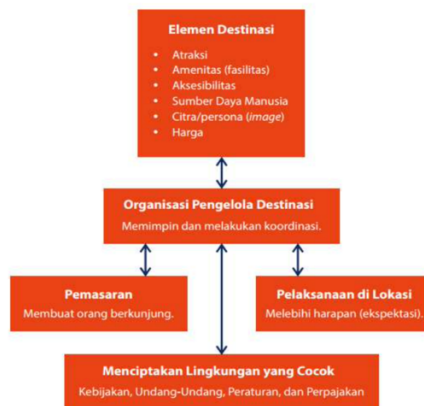 Elemen Destinasi
• Atraksi
• Amenitas (fasilitas)
• Aksesibilitas
• Sumber Daya Manusia
• Citra/persona (image)
• Harga
Organisasi Pengelola Destinasi
Memimpin dan melakukan koordinasi.
Pemasaran
Membuat orang berkunjung.
Pelaksanaan di Lokasi
Melebihi harapan (ekspektasi).
Menciptakan Lingkungan yang Cocok
Kebijakan, Undang-Undang, Peraturan, dan Perpajakan